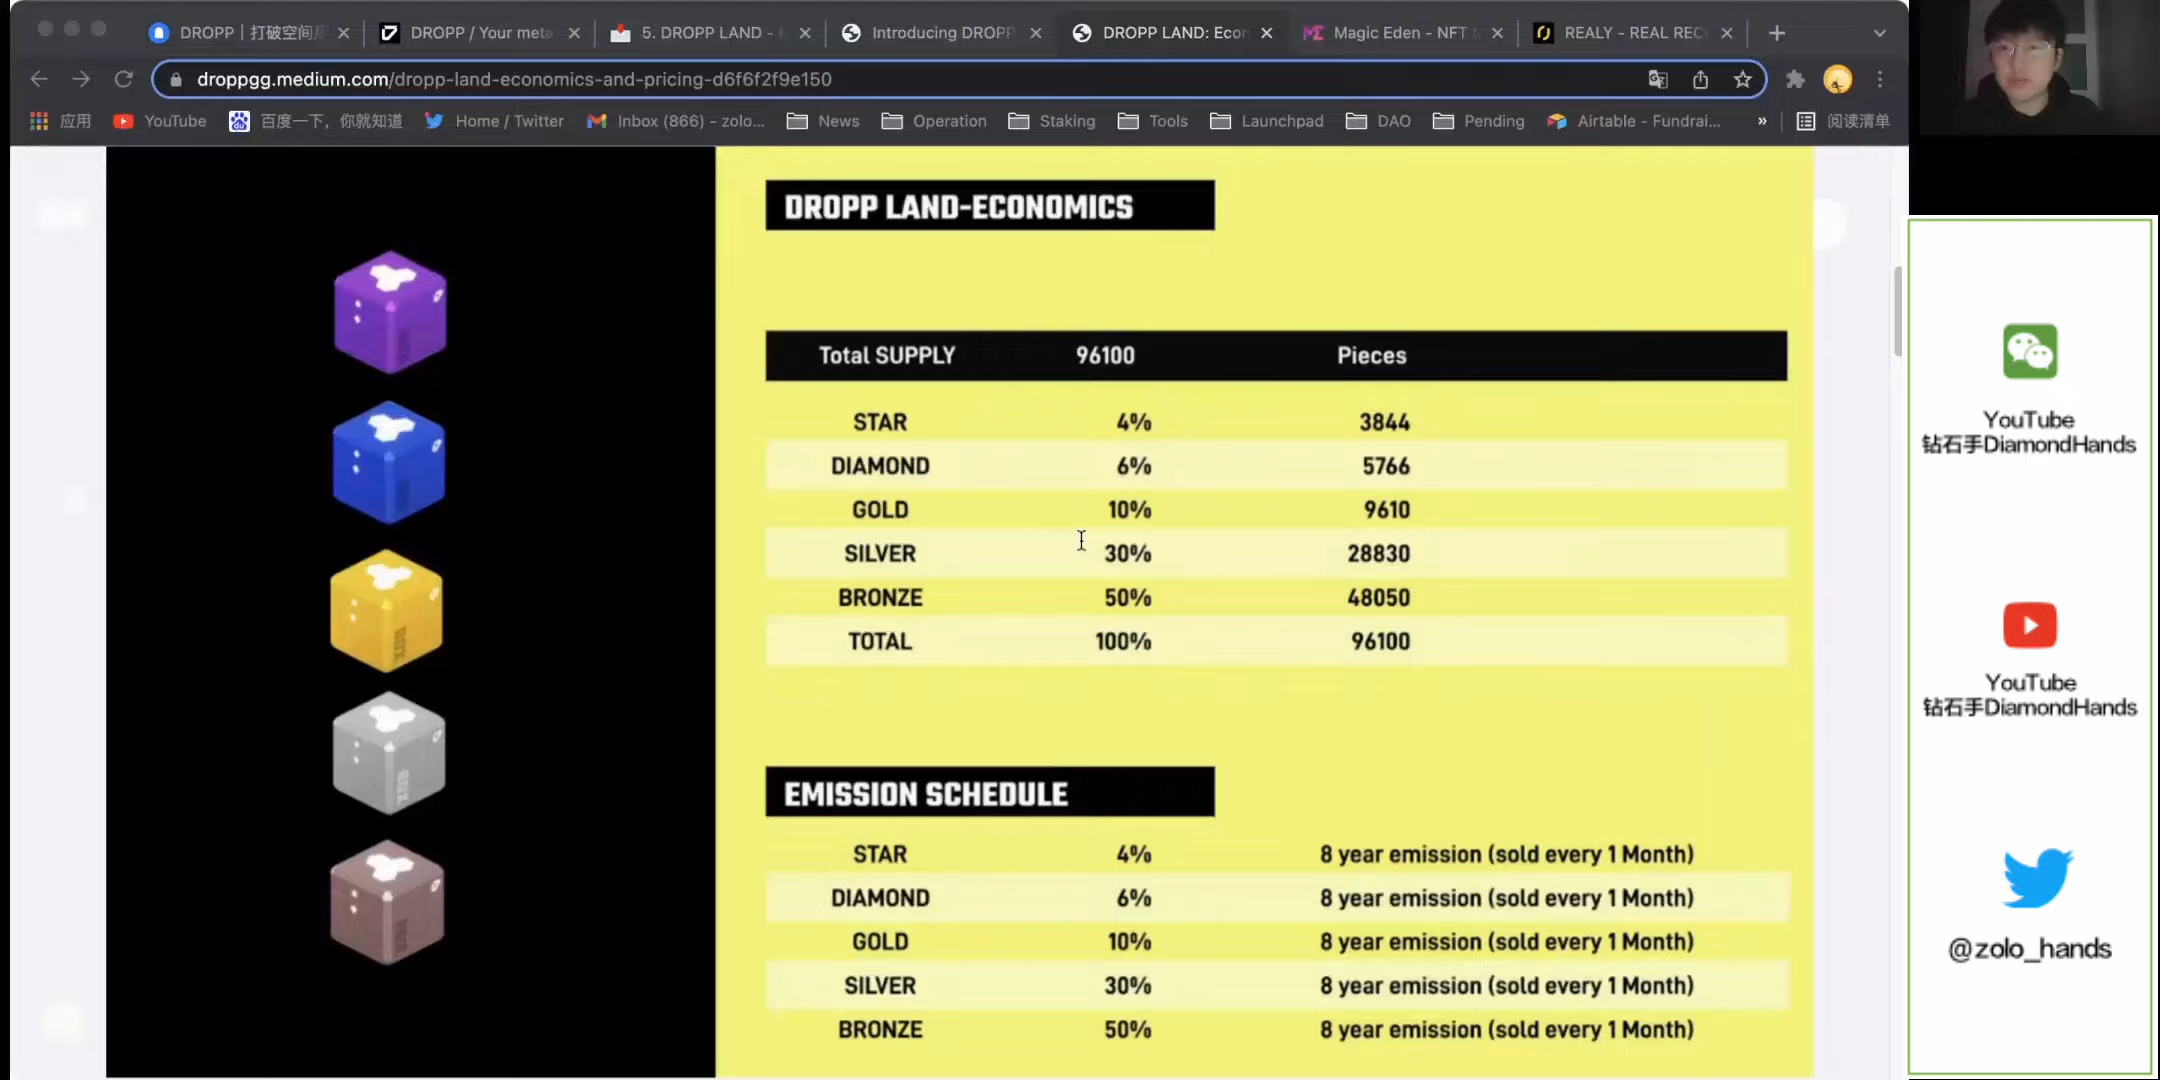 DROPP | 打破空间
DROPP / Your meta
5. DROPP LAND -
Introducing DROPP
DROPP LAND: Econ
Magic Eden - NFT
REALY - REAL REC
droppgg.medium.com/dropp-land-economics-and-pricing-d6f6f2f9e150
应用
YouTube
百度一下，你就知道
Home / Twitter
Inbox (866) - zolo...
News
Operation
Staking
Tools
Launchpad
DAO
Pending
Airtable - Fundrai...
»
阅读清单
DROPP LAND-ECONOMICS
Total SUPPLY 96100 Pieces
STAR 4% 3844
DIAMOND 6% 5766
GOLD 10% 9610
SILVER 30% 28830
BRONZE 50% 48050
TOTAL 100% 96100
EMISSION SCHEDULE
STAR 4% 8 year emission (sold every 1 Month)
DIAMOND 6% 8 year emission (sold every 1 Month)
GOLD 10% 8 year emission (sold every 1 Month)
SILVER 30% 8 year emission (sold every 1 Month)
BRONZE 50% 8 year emission (sold every 1 Month)
YouTube
钻石手DiamondHands
YouTube
钻石手DiamondHands
@zolo_hands